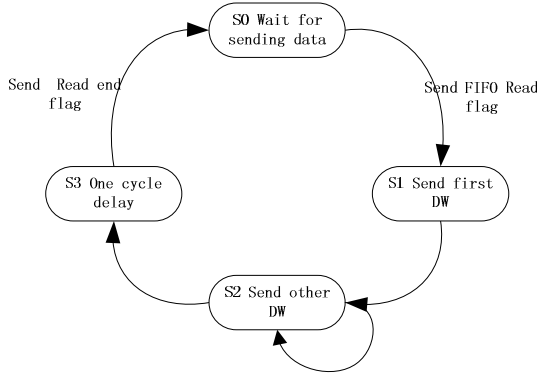 S0 Wait for
sending data
Send Read end
flag
Send FIFO Read
flag
S3 One cycle
delay
S1 Send first
DW
S2 Send other
DW